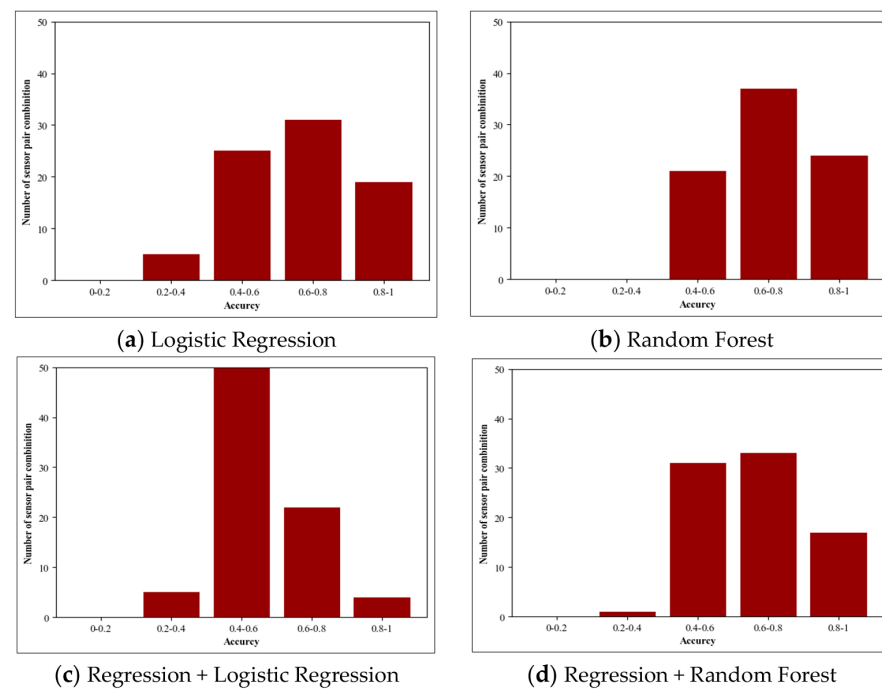 50
40
30
20
10
0
Number of sensor pair combinition
0-0.2 0.2-0.4 0.4-0.6 0.6-0.8 0.8-1
Accurcy
(a) Logistic Regression
50
40
30
20
10
0
Number of sensor pair combinition
0-0.2 0.2-0.4 0.4-0.6 0.6-0.8 0.8-1
Accurcy
(b) Random Forest
50
40
30
20
10
0
Number of sensor pair combinition
0-0.2 0.2-0.4 0.4-0.6 0.6-0.8 0.8-1
Accurcy
(c) Regression + Logistic Regression
50
40
30
20
10
0
Number of sensor pair combinition
0-0.2 0.2-0.4 0.4-0.6 0.6-0.8 0.8-1
Accurcy
(d) Regression + Random Forest